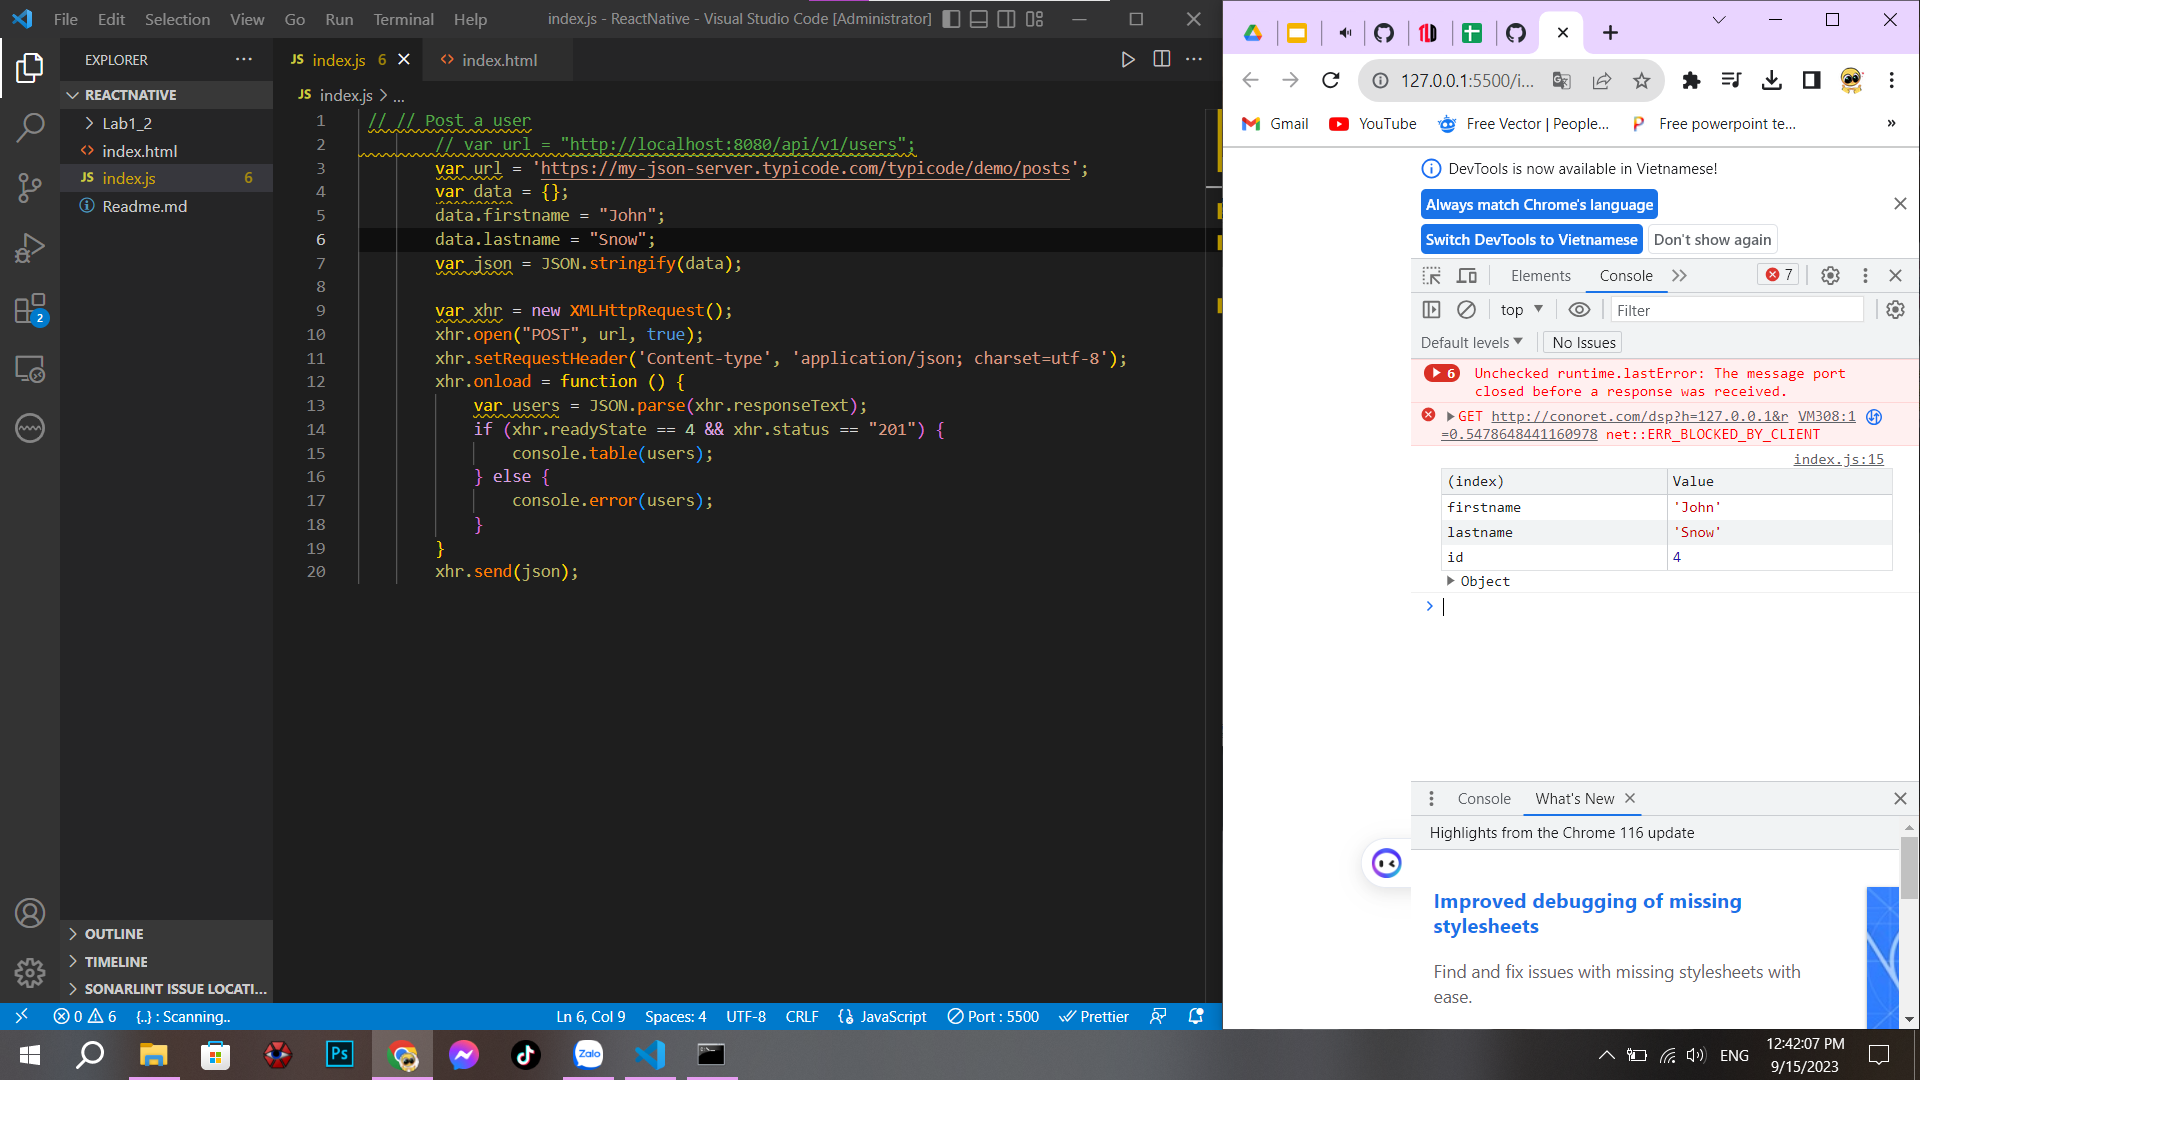 File Edit Selection View Go Run Terminal Help
index.js - ReactNative - Visual Studio Code [Administrator]
EXPLORER
REACTNATIVE
Lab1_2
index.html
JS index.js 6
Readme.md
OUTLINE
TIMELINE
SONARLINT ISSUE LOCATI...
2
JS index.js 6
index.html
JS index.js > ...
1 // // Post a user
2 // var url = "http://localhost:8080/api/v1/users";
3 var url = 'https://my-json-server.typicode.com/typicode/demo/posts';
4 var data = {};
5 data.firstname = "John";
6 data.lastname = "Snow";
7 var json = JSON.stringify(data);
8
9 var xhr = new XMLHttpRequest();
10 xhr.open("POST", url, true);
11 xhr.setRequestHeader('Content-type', 'application/json; charset=utf-8');
12 xhr.onload = function () {
13 var users = JSON.parse(xhr.responseText);
14 if (xhr.readyState == 4 && xhr.status == "201") {
15 console.table(users);
16 } else {
17 console.error(users);
18 }
19 }
20 xhr.send(json);
0 6 {..} : Scanning..
Ln 6, Col 9 Spaces: 4 UTF-8 CRLF JavaScript Port : 5500 Prettier
127.0.0.1:5500/i...
Gmail YouTube Free Vector | People... Free powerpoint te... »
DevTools is now available in Vietnamese!
Always match Chrome's language
Switch DevTools to Vietnamese Don't show again
Elements Console 7
top Filter
Default levels No Issues
6 Unchecked runtime.lastError: The message port
closed before a response was received.
GET http://conoret.com/dsp?h=127.0.0.1&r VM308:1
=0.5478648441160978 net::ERR_BLOCKED_BY_CLIENT
index.js:15
(index) Value
firstname 'John'
lastname 'Snow'
id 4
Object
Console What's New
Highlights from the Chrome 116 update
Improved debugging of missing
stylesheets
Find and fix issues with missing stylesheets with
ease.
Ps
Zalo
ENG
12:42:07 PM
9/15/2023